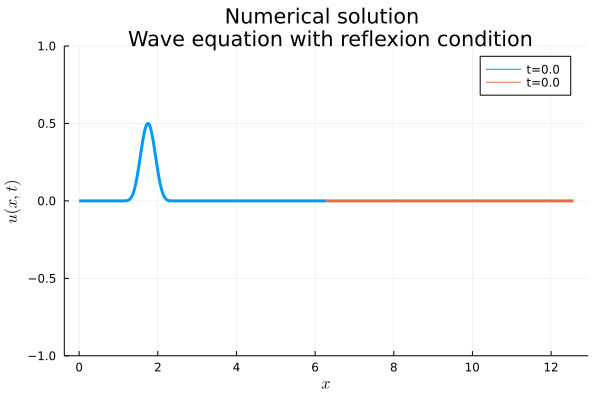 Numerical solution
Wave equation with reflexion condition
t=0.0
t=0.0
1.0
0.5
0.0
−0.5
−1.0
u(x, t)
0 2 4 6 8 10 12
x